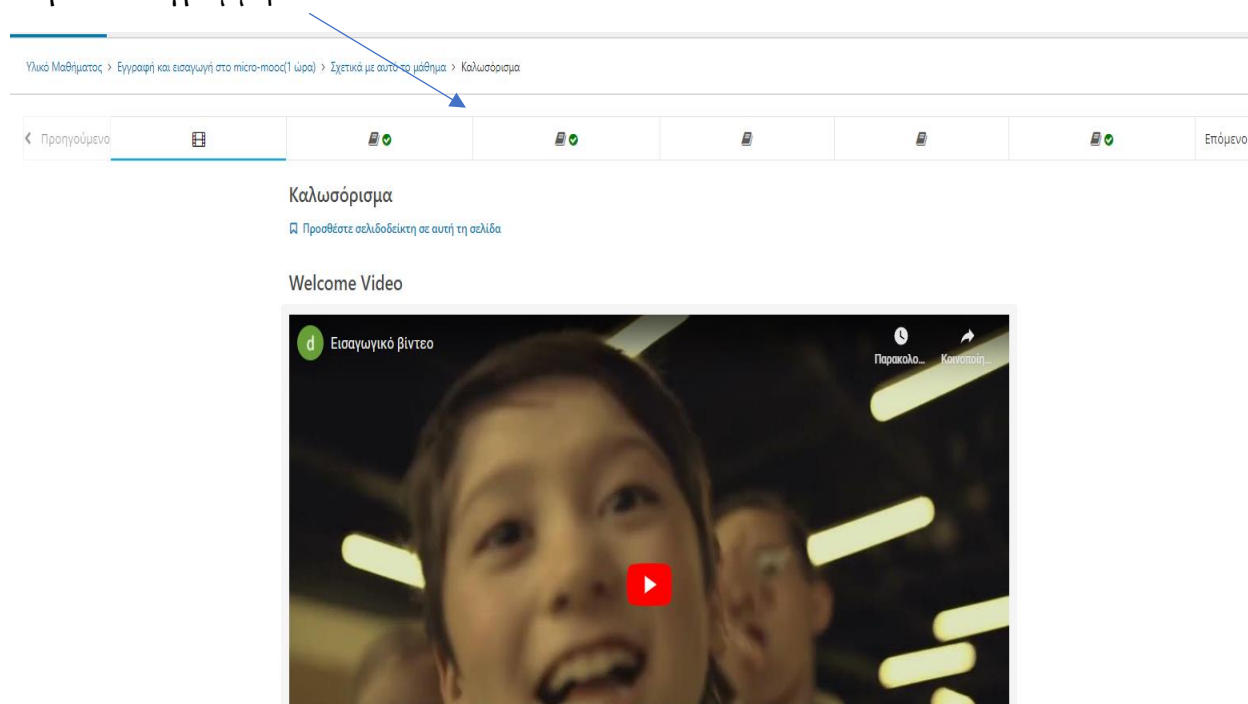 Υλικό Μαθήματος > Εγγραφή και εισαγωγή στο micro-mooc(1 ώρα) > Σχετικά με αυτό το μάθημα > Καλωσόρισμα
Προηγούμενο
Επόμενο
Καλωσόρισμα
Προσθέστε σελιδοδείκτη σε αυτή τη σελίδα
Welcome Video
d Εισαγωγικό βίντεο
Παρακολο... Κοινοποίη...